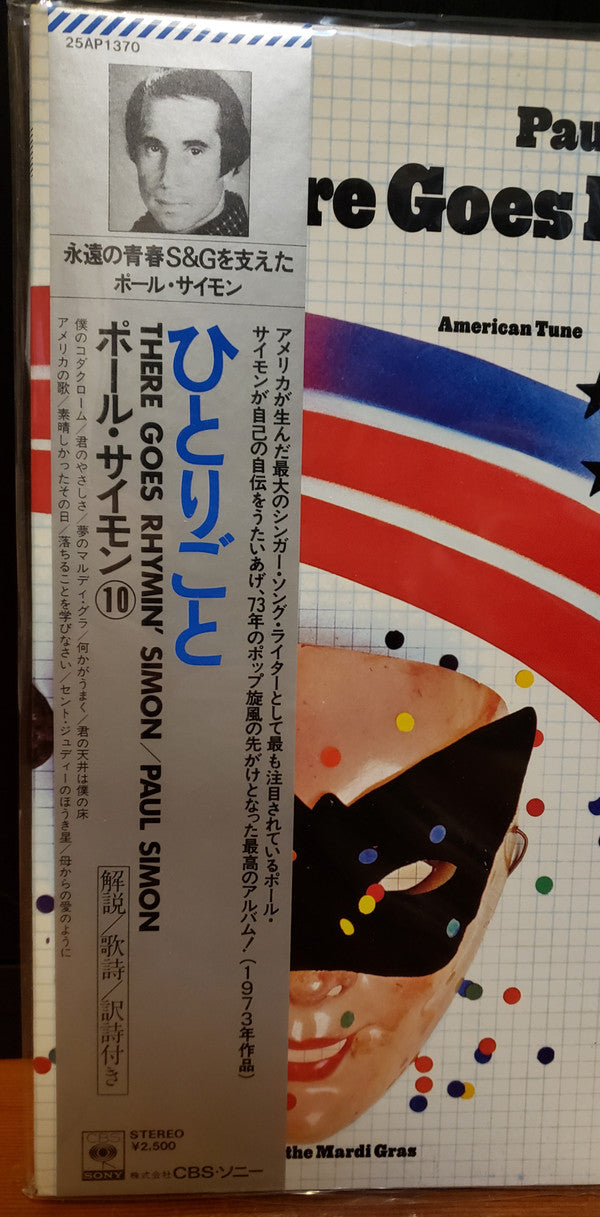 25AP1370
永遠の青春S&Gを支えた
ポール・サイモン
アメリカが生んだ最大のシンガー・ソング・ライターとして最も注目されているポール・
サイモンが自己の自伝をうたいあげ、73年のポップ旋風の先がけとなった最高のアルバム!(1973年作品)
ひとりごと
THERE GOES RHYMIN' SIMON/PAUL SIMON
ポール・サイモン⑩
僕のコダクローム/君のやさしさ/夢のマルディ・グラ/何かがうまく/君の天井は僕の床
アメリカの歌/素晴しかったその日/落ちることを学びなさい/セント・ジュディーのほうき星/母からの愛のように
解説/歌詩/訳詩付き
CBS
SONY
STEREO
¥2,500
株式会社CBS・ソニー
Pau
re Goes
American Tune
the Mardi Gras